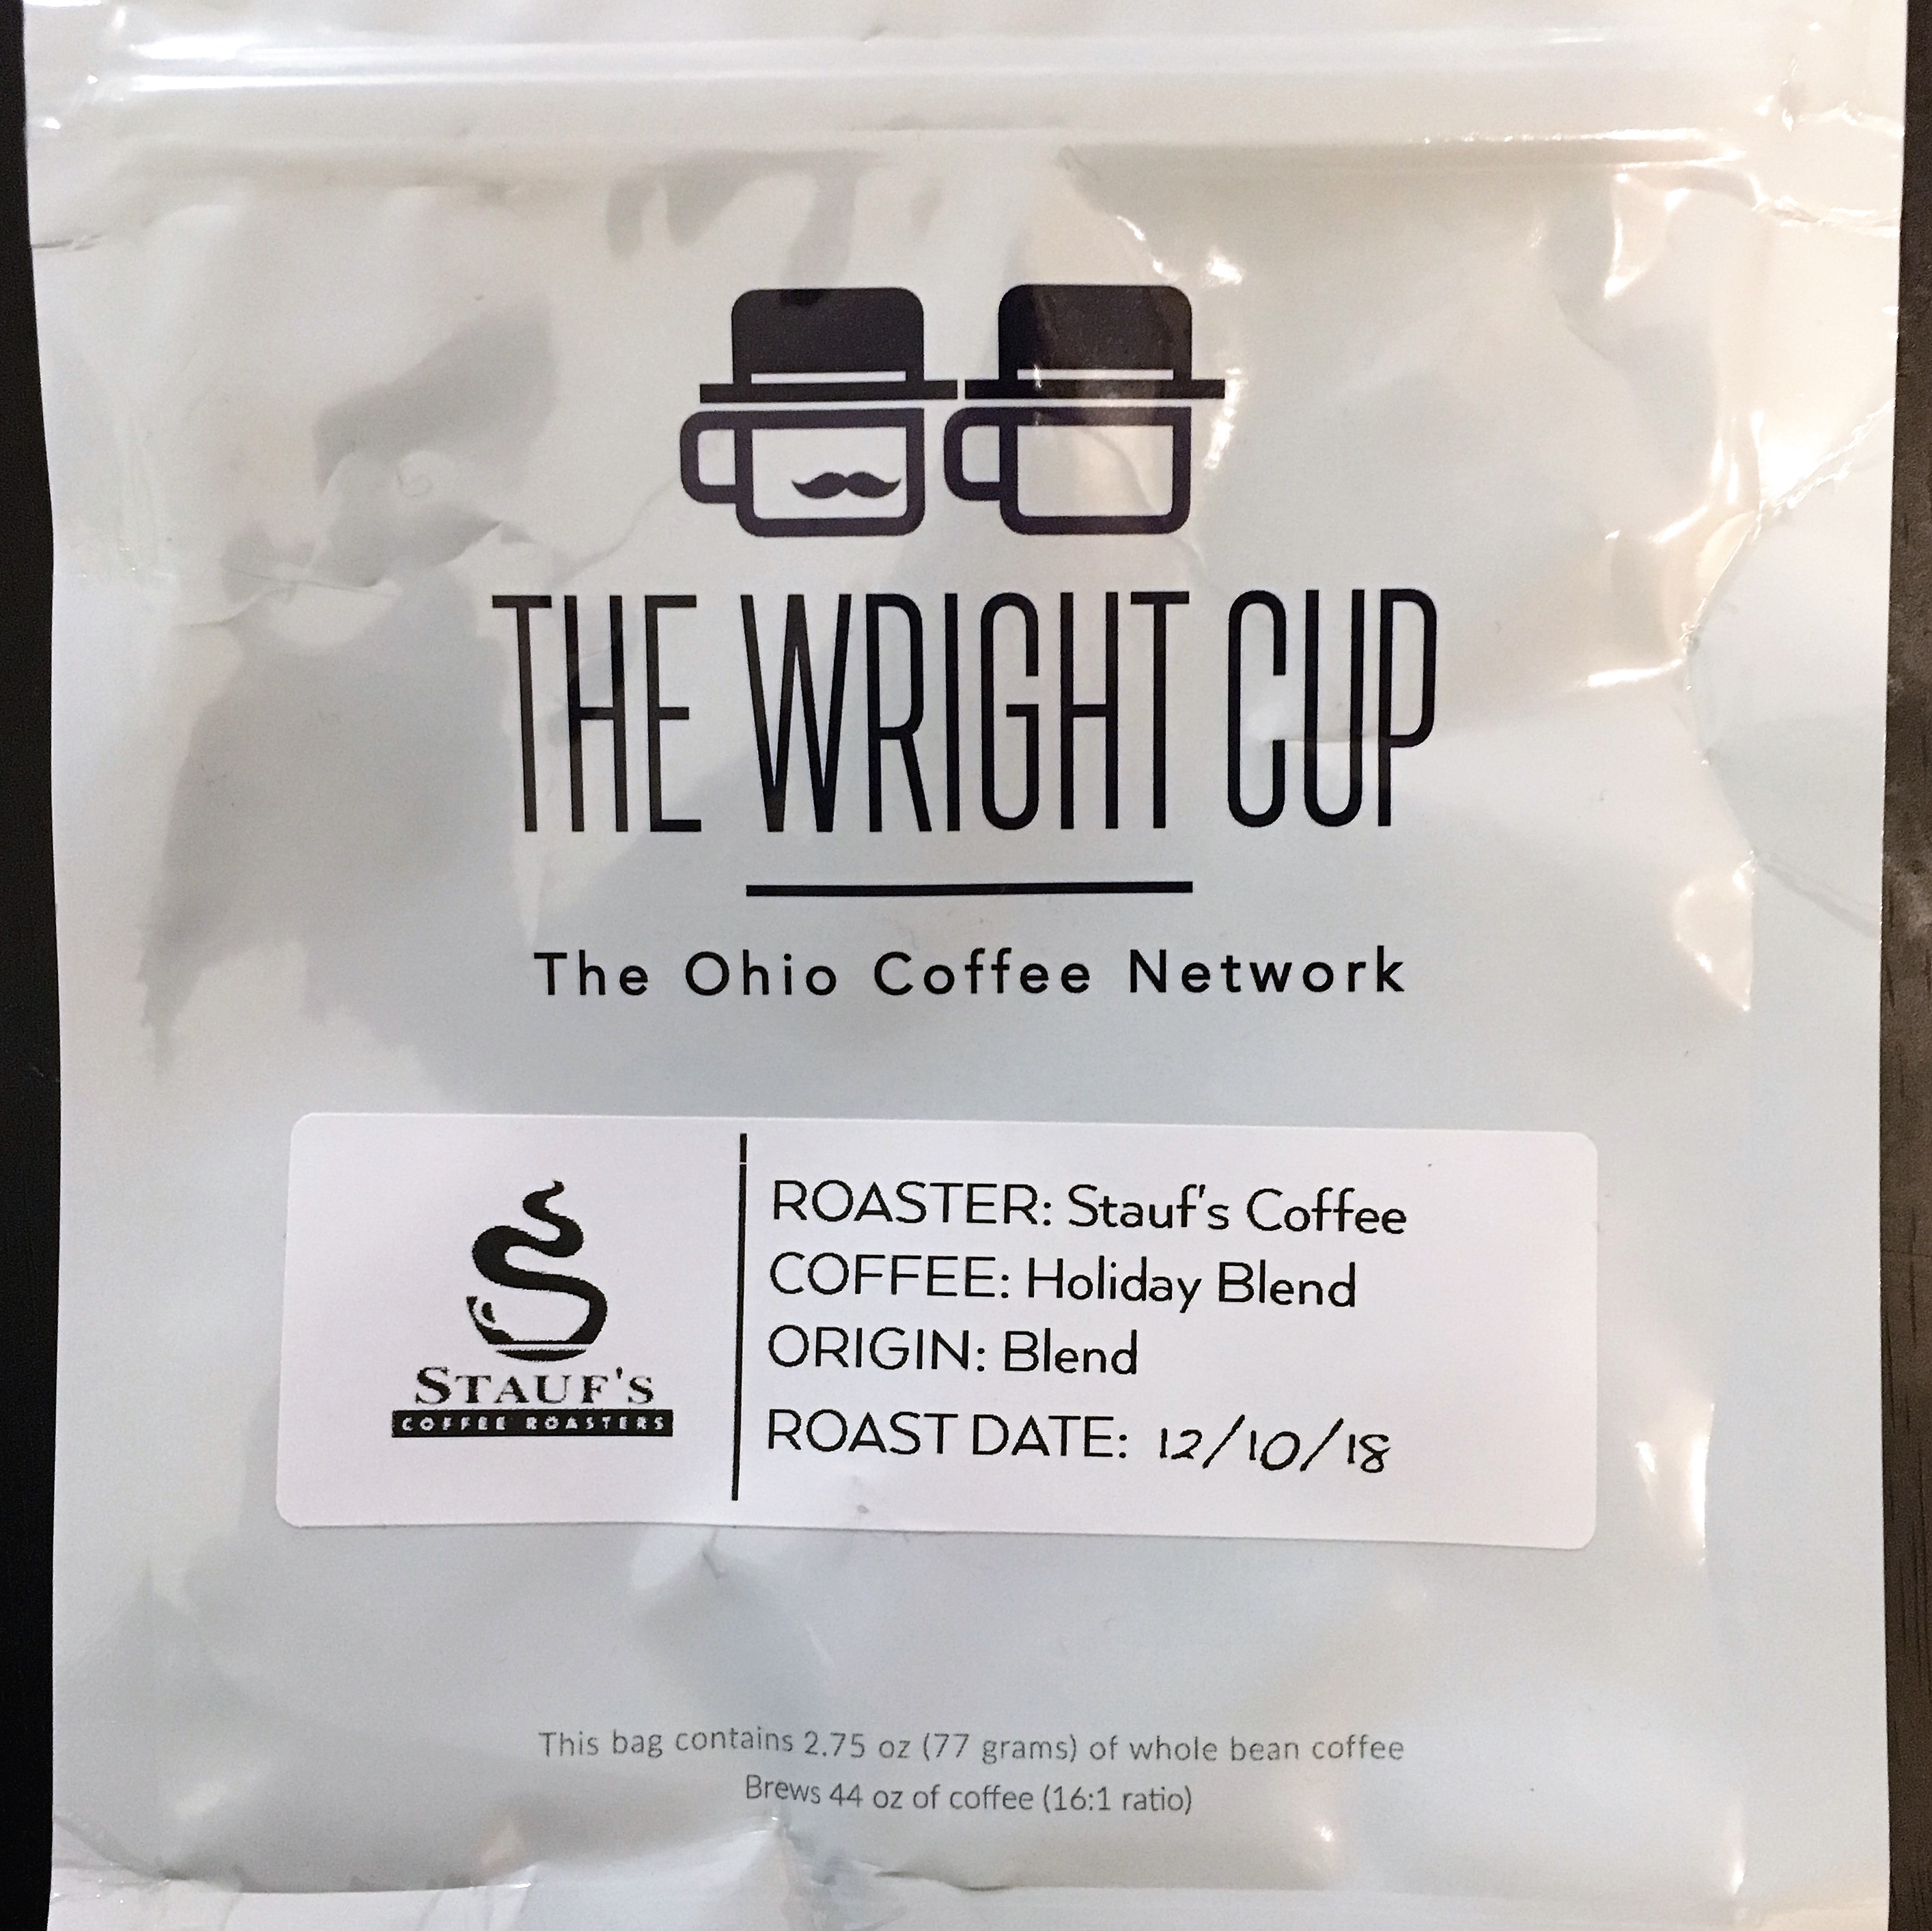 THE WRIGHT CUP
The Ohio Coffee Network
STAUF'S
COFFEE ROASTERS
ROASTER: Stauf's Coffee
COFFEE: Holiday Blend
ORIGIN: Blend
ROAST DATE: 12/10/18
This bag contains 2.75 oz (77 grams) of whole bean coffee
Brews 44 oz of coffee (16:1 ratio)